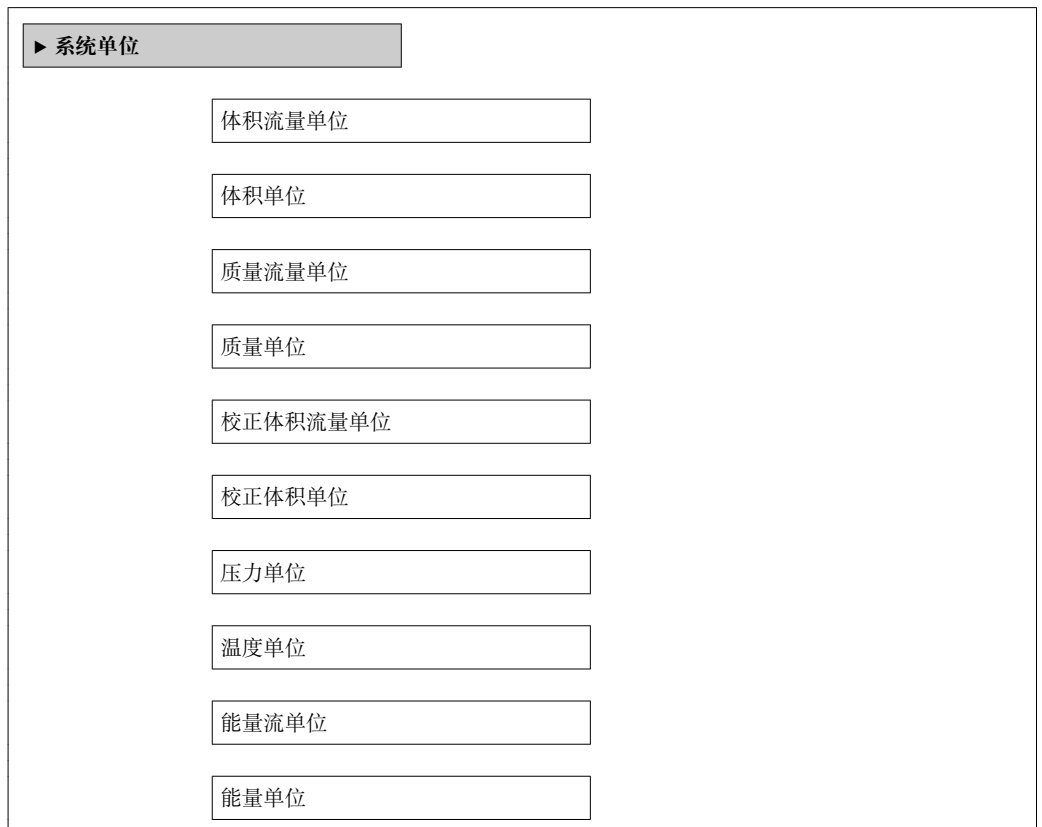 ▶ 系统单位
体积流量单位
体积单位
质量流量单位
质量单位
校正体积流量单位
校正体积单位
压力单位
温度单位
能量流单位
能量单位